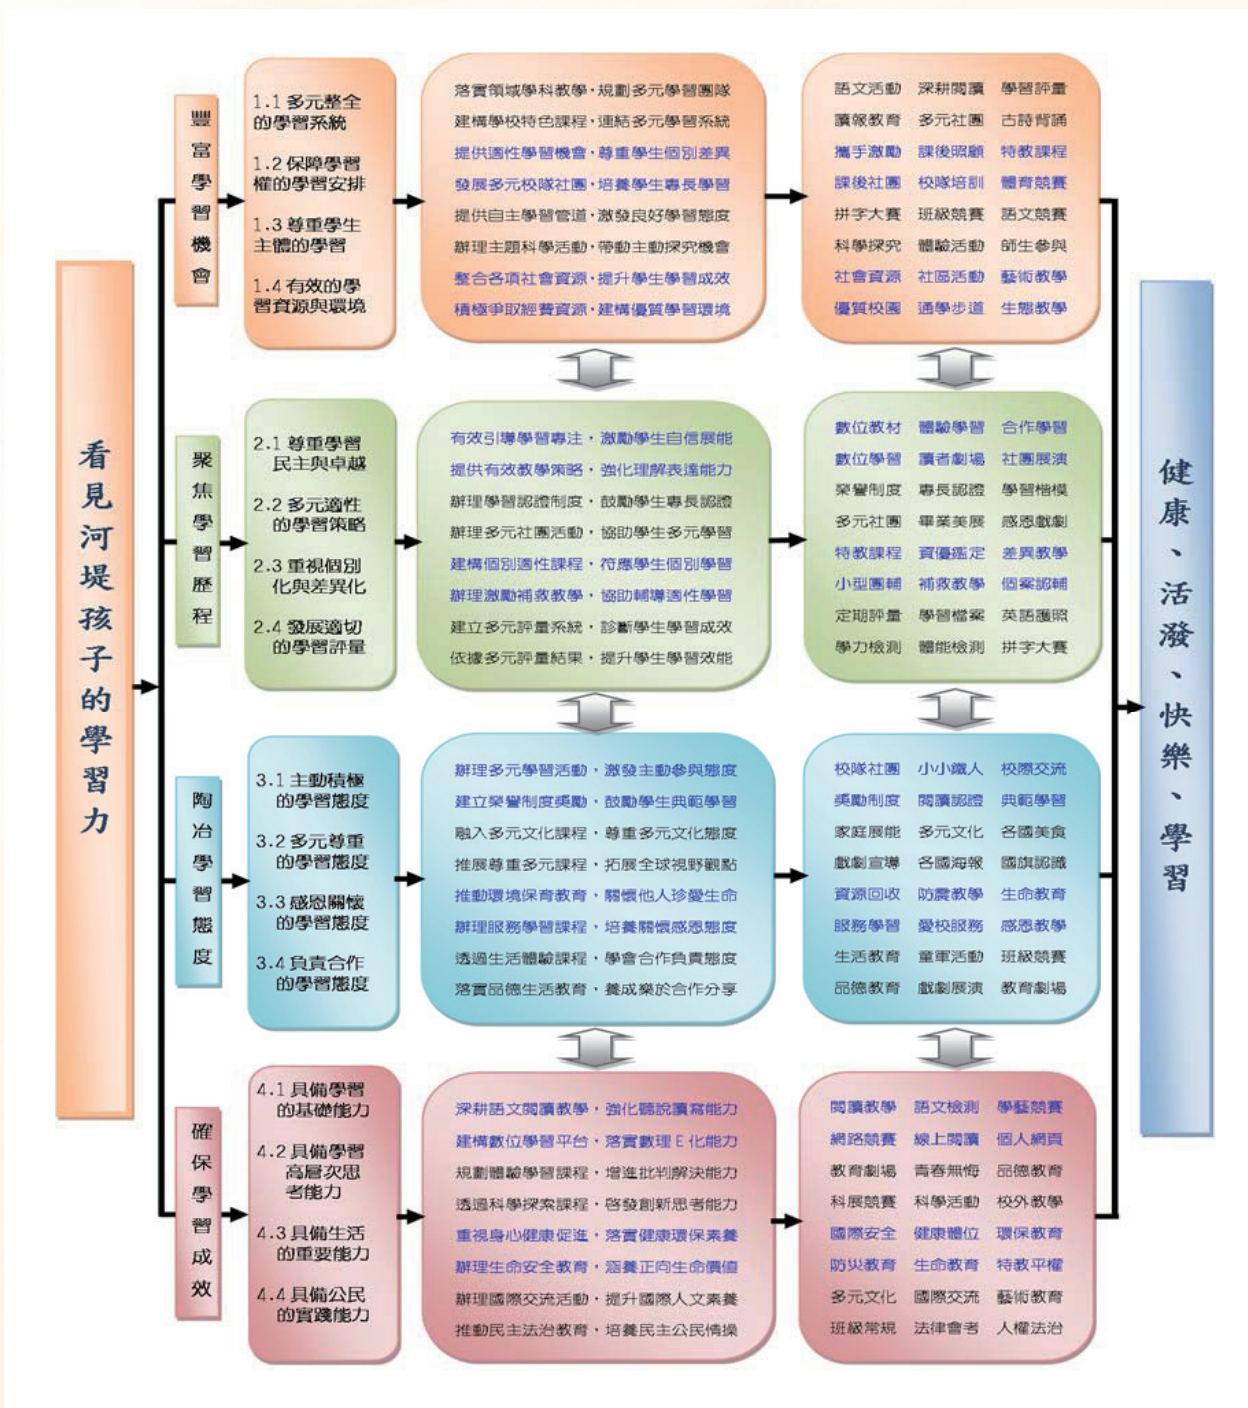 看見河堤孩子的學習力
豐富學習機會
1.1 多元整全
的學習系統
1.2 保障學習
權的學習安排
1.3 尊重學生
主體的學習
1.4 有效的學
習資源與環境
落實領域學科教學,規劃多元學習團隊
建構學校特色課程,連結多元學習系統
提供適性學習機會,尊重學生個別差異
發展多元校隊社團,培養學生專長學習
提供自主學習管道,激發良好學習態度
辦理主題科學活動,帶動主動探究機會
整合各項社會資源,提升學生學習成效
積極爭取經費資源,建構優質學習環境
語文活動 深耕閱讀 學習評量
讀報教育 多元社團 古詩背誦
攜手激勵 課後照顧 特教課程
課後社團 校隊培訓 體育競賽
拼字大賽 班級競賽 語文競賽
科學探究 體驗活動 師生參與
社會資源 社區活動 藝術教學
優質校園 通學步道 生態教學
聚焦學習歷程
2.1 尊重學習
民主與卓越
2.2 多元適性
的學習策略
2.3 重視個別
化與差異化
2.4 發展適切
的學習評量
有效引導學習專注,激勵學生自信展能
提供有效教學策略,強化理解表達能力
辦理學習認證制度,鼓勵學生專長認證
辦理多元社團活動,協助學生多元學習
建構個別適性課程,符應學生個別學習
辦理激勵補救教學,協助輔導適性學習
建立多元評量系統,診斷學生學習成效
依據多元評量結果,提升學生學習效能
數位教材 體驗學習 合作學習
數位學習 讀者劇場 社團展演
榮譽制度 專長認證 學習楷模
多元社團 畢業美展 感恩戲劇
特教課程 資優鑑定 差異教學
小型團輔 補救教學 個案認輔
定期評量 學習檔案 英語護照
學力檢測 體能檢測 拼字大賽
陶冶學習態度
3.1 主動積極
的學習態度
3.2 多元尊重
的學習態度
3.3 感恩關懷
的學習態度
3.4 負責合作
的學習態度
辦理多元學習活動,激發主動參與態度
建立榮譽制度獎勵,鼓勵學生典範學習
融入多元文化課程,尊重多元文化態度
推展尊重多元課程,拓展全球視野觀點
推動環境保育教育,關懷他人珍愛生命
辦理服務學習課程,培養關懷感恩態度
透過生活體驗課程,學會合作負責態度
落實品德生活教育,養成樂於合作分享
校隊社團 小小鐵人 校際交流
獎勵制度 閱讀認證 典範學習
家庭展能 多元文化 各國美食
戲劇宣導 各國海報 國旗認識
資源回收 防震教學 生命教育
服務學習 愛校服務 感恩教學
生活教育 童軍活動 班級競賽
品德教育 戲劇展演 教育劇場
確保學習成效
4.1 具備學習
的基礎能力
4.2 具備學習
高層次思
考能力
4.3 具備生活
的重要能力
4.4 具備公民
的實踐能力
深耕語文閱讀教學,強化聽說讀寫能力
建構數位學習平台,落實數理E化能力
規劃體驗學習課程,增進批判解決能力
透過科學探索課程,啓發創新思考能力
重視身心健康促進,落實健康環保素養
辦理生命安全教育,涵養正向生命價值
辦理國際交流活動,提升國際人文素養
推動民主法治教育,培養民主公民情操
閱讀教學 語文檢測 學藝競賽
網路競賽 線上閱讀 個人網頁
教育劇場 青春無悔 品德教育
科展競賽 科學活動 校外教學
國際安全 健康體位 環保教育
防災教育 生命教育 特教平權
多元文化 國際交流 藝術教育
班級常規 法律會考 人權法治
健康、活潑、快樂、學習